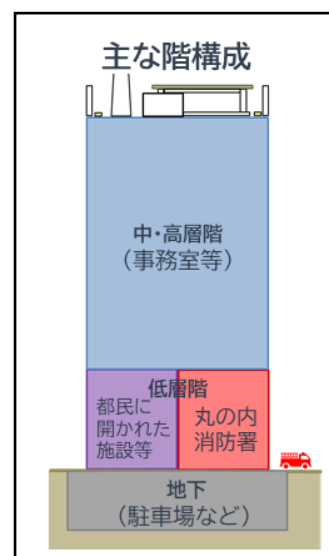 主な階構成
中・高層階
（事務室等）
低層階
都民に
開かれた
施設等
丸の内
消防署
地下
（駐車場など）